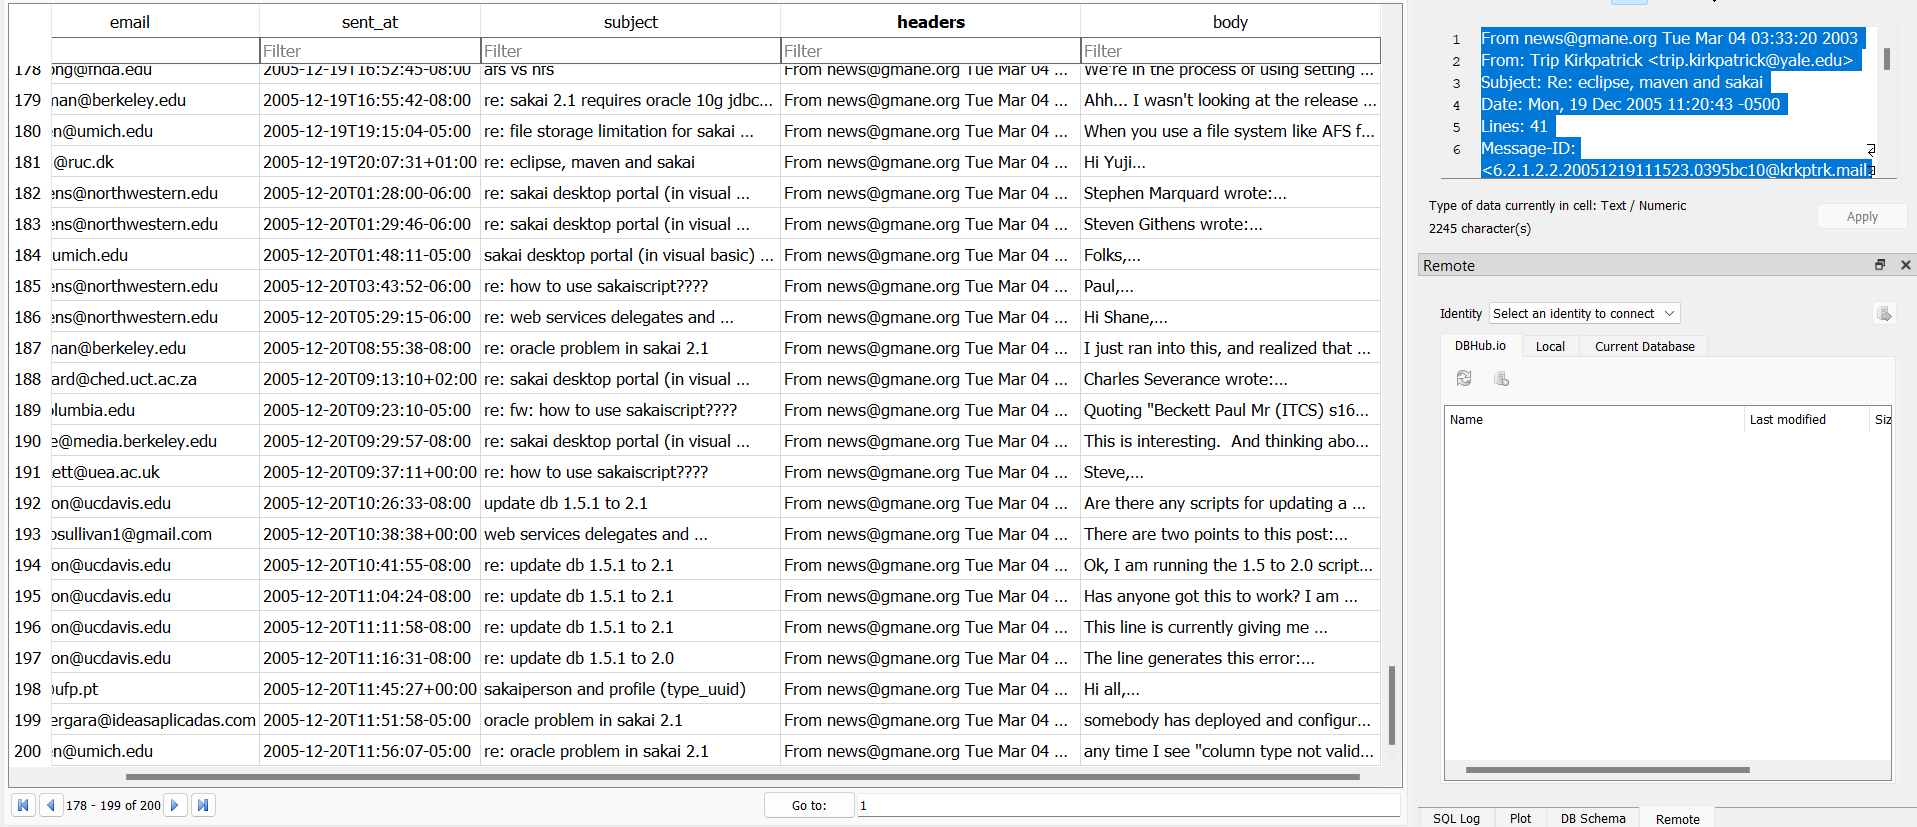 email sent_at subject headers body
Filter Filter Filter Filter
178 ong@fhda.edu 2005-12-19T16:52:45-08:00 afs vs nfs From news@gmane.org Tue Mar 04 ... We're in the process of using setting ...
179 man@berkeley.edu 2005-12-19T16:55:42-08:00 re: sakai 2.1 requires oracle 10g jdbc... From news@gmane.org Tue Mar 04 ... Ahh... I wasn't looking at the release ...
180 en@umich.edu 2005-12-19T19:15:04-05:00 re: file storage limitation for sakai ... From news@gmane.org Tue Mar 04 ... When you use a file system like AFS f...
181 @ruc.dk 2005-12-19T20:07:31+01:00 re: eclipse, maven and sakai From news@gmane.org Tue Mar 04 ... Hi Yuji...
182 ens@northwestern.edu 2005-12-20T01:28:00-06:00 re: sakai desktop portal (in visual ... From news@gmane.org Tue Mar 04 ... Stephen Marquard wrote:...
183 ens@northwestern.edu 2005-12-20T01:29:46-06:00 re: sakai desktop portal (in visual ... From news@gmane.org Tue Mar 04 ... Steven Githens wrote:...
184 umich.edu 2005-12-20T01:48:11-05:00 sakai desktop portal (in visual basic) ... From news@gmane.org Tue Mar 04 ... Folks,...
185 ens@northwestern.edu 2005-12-20T03:43:52-06:00 re: how to use sakaiscript???? From news@gmane.org Tue Mar 04 ... Paul,...
186 ens@northwestern.edu 2005-12-20T05:29:15-06:00 re: web services delegates and ... From news@gmane.org Tue Mar 04 ... Hi Shane,...
187 man@berkeley.edu 2005-12-20T08:55:38-08:00 re: oracle problem in sakai 2.1 From news@gmane.org Tue Mar 04 ... I just ran into this, and realized that ...
188 ard@ched.uct.ac.za 2005-12-20T09:13:10+02:00 re: sakai desktop portal (in visual ... From news@gmane.org Tue Mar 04 ... Charles Severance wrote:...
189 olumbia.edu 2005-12-20T09:23:10-05:00 re: fw: how to use sakaiscript???? From news@gmane.org Tue Mar 04 ... Quoting "Beckett Paul Mr (ITCS) s16...
190 e@media.berkeley.edu 2005-12-20T09:29:57-08:00 re: sakai desktop portal (in visual ... From news@gmane.org Tue Mar 04 ... This is interesting.  And thinking abo...
191 ett@uea.ac.uk 2005-12-20T09:37:11+00:00 re: how to use sakaiscript???? From news@gmane.org Tue Mar 04 ... Steve,...
192 on@ucdavis.edu 2005-12-20T10:26:33-08:00 update db 1.5.1 to 2.1 From news@gmane.org Tue Mar 04 ... Are there any scripts for updating a ...
193 osullivan1@gmail.com 2005-12-20T10:38:38+00:00 web services delegates and ... From news@gmane.org Tue Mar 04 ... There are two points to this post:...
194 on@ucdavis.edu 2005-12-20T10:41:55-08:00 re: update db 1.5.1 to 2.1 From news@gmane.org Tue Mar 04 ... Ok, I am running the 1.5 to 2.0 script...
195 on@ucdavis.edu 2005-12-20T11:04:24-08:00 re: update db 1.5.1 to 2.1 From news@gmane.org Tue Mar 04 ... Has anyone got this to work? I am ...
196 on@ucdavis.edu 2005-12-20T11:11:58-08:00 re: update db 1.5.1 to 2.1 From news@gmane.org Tue Mar 04 ... This line is currently giving me ...
197 on@ucdavis.edu 2005-12-20T11:16:31-08:00 re: update db 1.5.1 to 2.0 From news@gmane.org Tue Mar 04 ... The line generates this error:...
198 @ufp.pt 2005-12-20T11:45:27+00:00 sakaiperson and profile (type_uuid) From news@gmane.org Tue Mar 04 ... Hi all,...
199 ergara@ideasaplicadas.com 2005-12-20T11:51:58-05:00 oracle problem in sakai 2.1 From news@gmane.org Tue Mar 04 ... somebody has deployed and configur...
200 en@umich.edu 2005-12-20T11:56:07-05:00 re: oracle problem in sakai 2.1 From news@gmane.org Tue Mar 04 ... any time I see "column type not valid...
178 - 199 of 200 Go to: 1
1 From news@gmane.org Tue Mar 04 03:33:20 2003
2 From: Trip Kirkpatrick <trip.kirkpatrick@yale.edu>
3 Subject: Re: eclipse, maven and sakai
4 Date: Mon, 19 Dec 2005 11:20:43 -0500
5 Lines: 41
6 Message-ID:
<6.2.1.2.2.20051219111523.0395bc10@krkptrk.mail
Type of data currently in cell: Text / Numeric
2245 character(s)
Apply
Remote
Identity Select an identity to connect
DBHub.io Local Current Database
Name Last modified Siz
SQL Log Plot DB Schema Remote